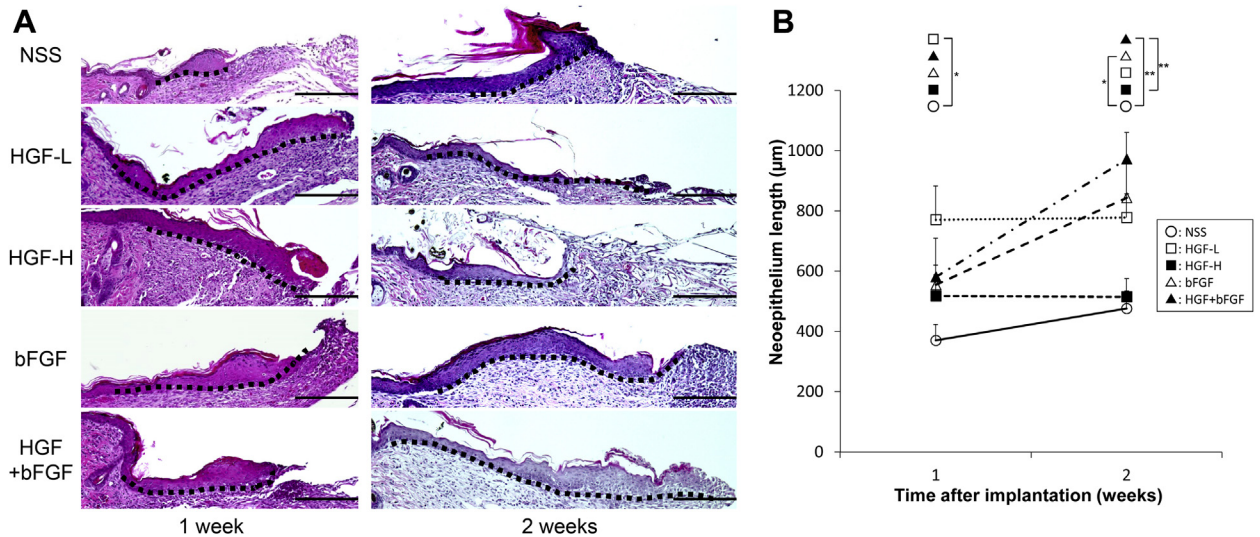 A
NSS
HGF-L
HGF-H
bFGF
HGF
+bFGF
1 week
2 weeks
B
*
*
**
**
Neoepithelium length (μm)
1200
1000
800
600
400
200
0
1
2
Time after implantation (weeks)
: NSS
: HGF-L
: HGF-H
: bFGF
: HGF+bFGF